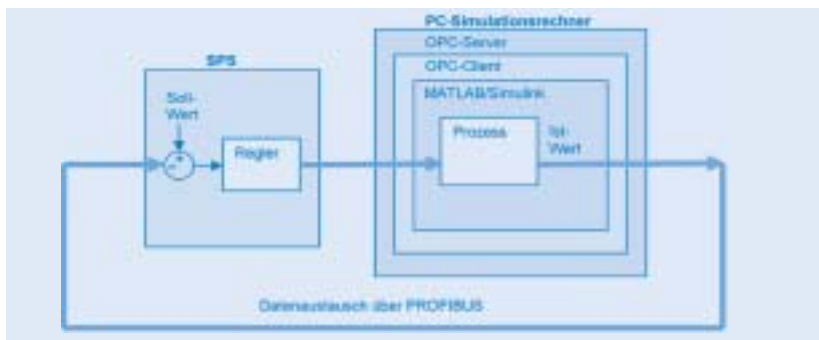 PC-Simulationsrechner
OPC-Server
OPC-Client
MATLAB/Simulink
SPS
Soll-
Wert
Regler
Prozess
Ist-
Wert
Datenaustausch über PROFIBUS